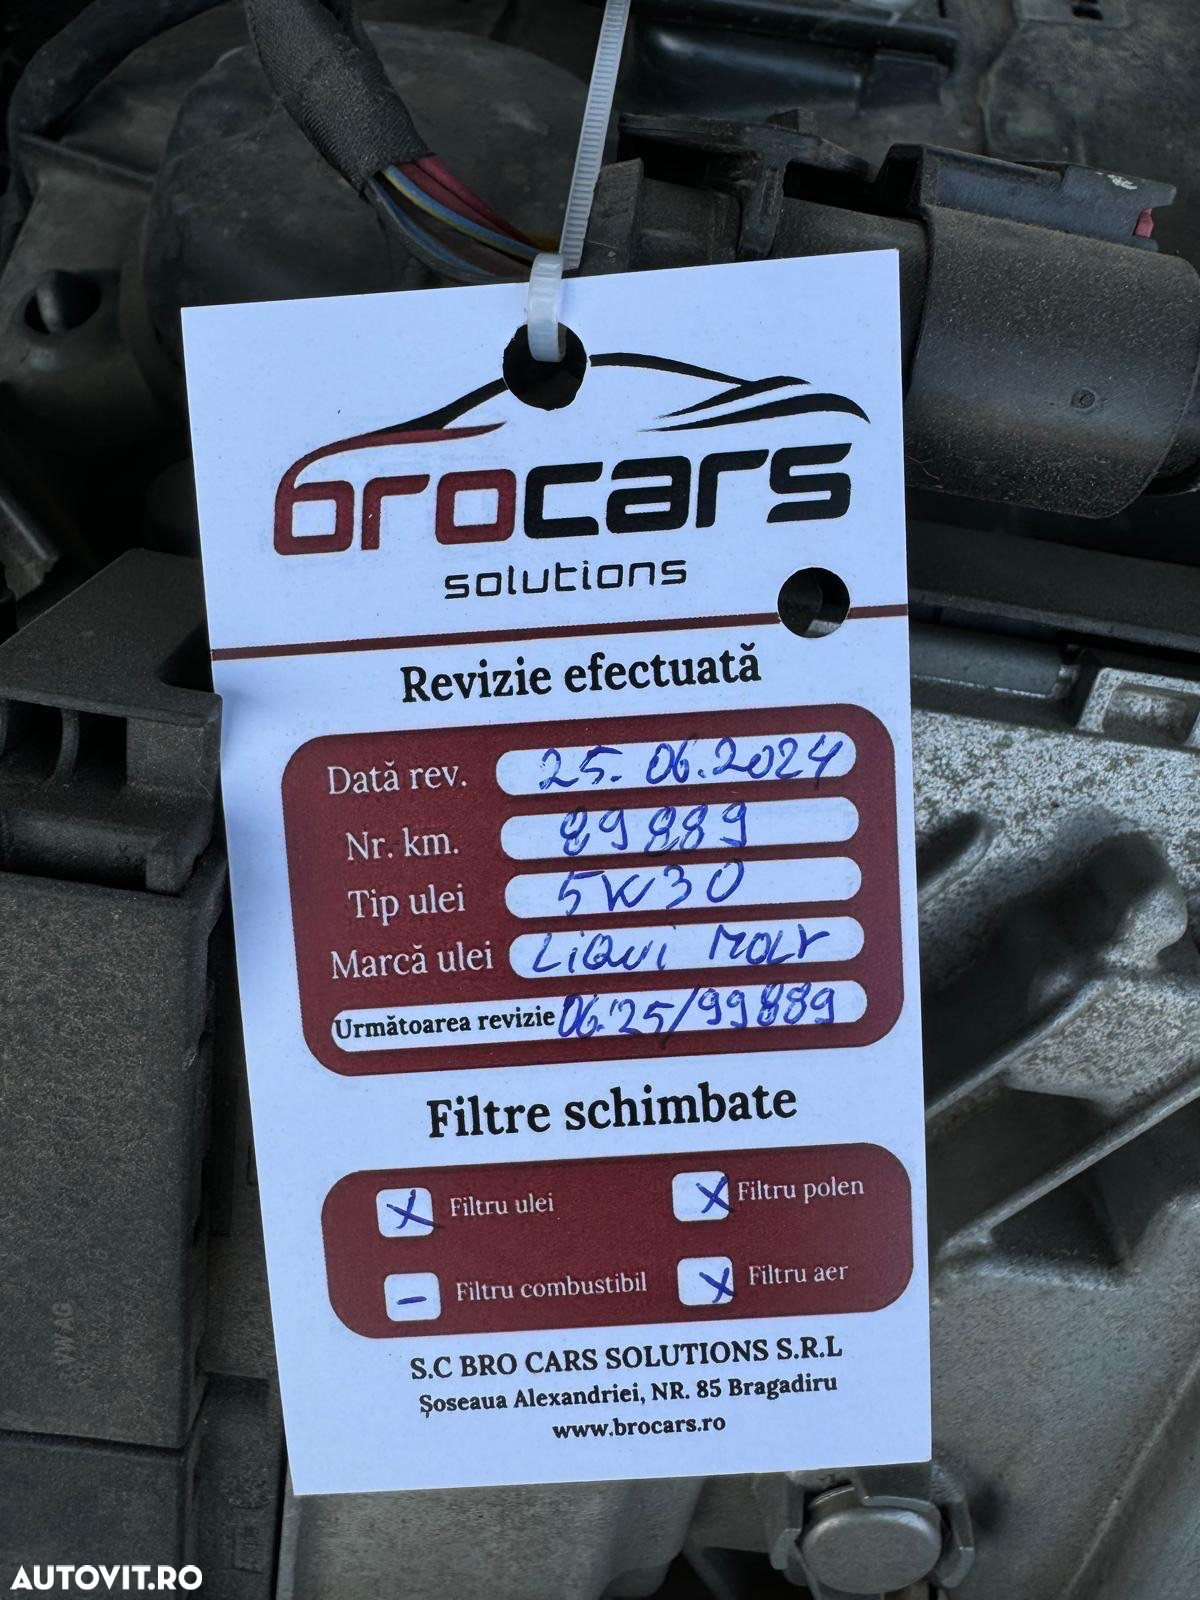 brocars
solutions
Revizie efectuată
Dată rev. 25.06.2024
Nr. km. 89889
Tip ulei 5W30
Marcă ulei LiQui MOLY
Următoarea revizie 06.'25/99889
Filtre schimbate
X Filtru ulei X Filtru polen
– Filtru combustibil X Filtru aer
S.C BRO CARS SOLUTIONS S.R.L
Șoseaua Alexandriei, NR. 85 Bragadiru
www.brocars.ro
AUTOVIT.RO